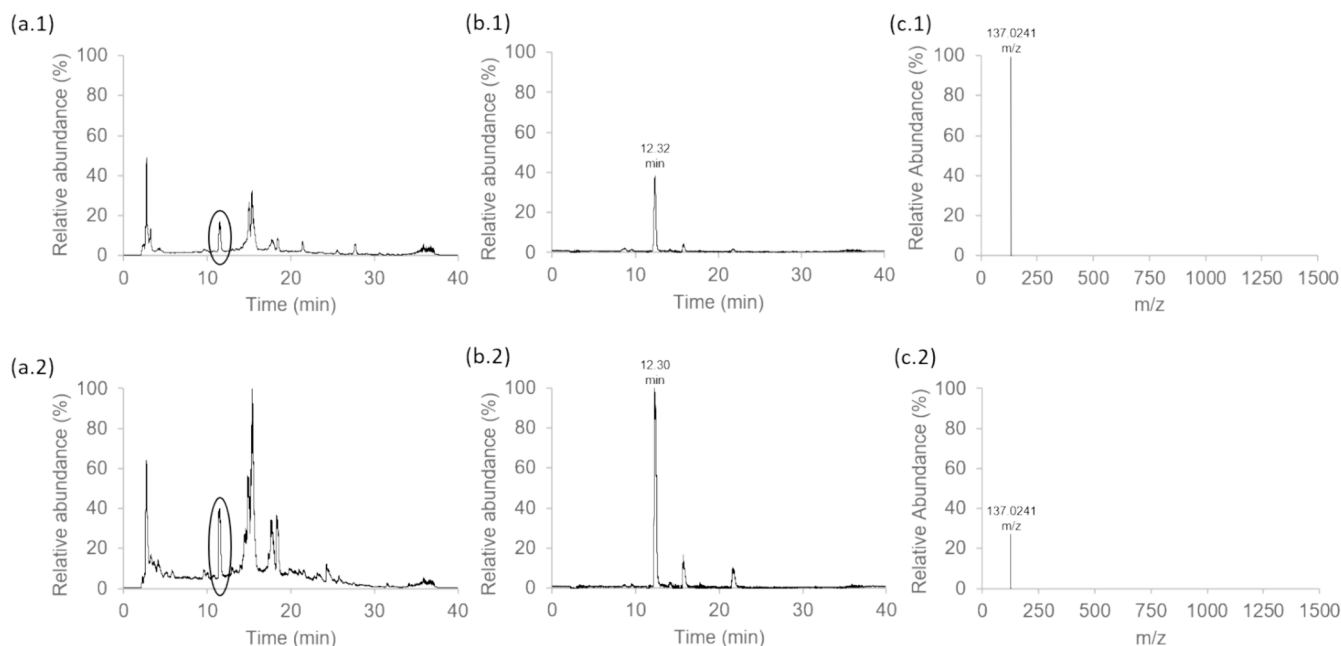 (a.1)
Relative abundance (%)
100
80
60
40
20
0
0 10 20 30 40
Time (min)
(b.1)
Relative abundance (%)
100
80
60
40
20
0
12.32
min
0 10 20 30 40
Time (min)
(c.1)
Relative Abundance (%)
100
80
60
40
20
0
137.0241
m/z
0 250 500 750 1000 1250 1500
m/z
(a.2)
Relative abundance (%)
100
80
60
40
20
0
0 10 20 30 40
Time (min)
(b.2)
Relative abundance (%)
12.30
min
100
80
60
40
20
0
0 10 20 30 40
Time (min)
(c.2)
Relative Abundance (%)
100
80
60
40
20
0
137.0241
m/z
0 250 500 750 1000 1250 1500
m/z